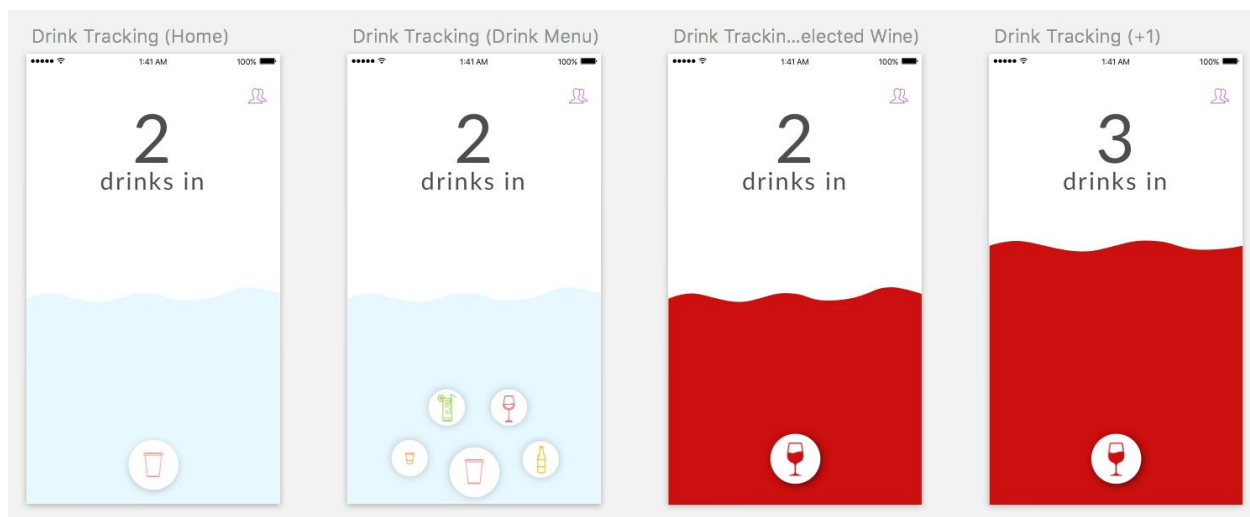 Drink Tracking (Home)
Drink Tracking (Drink Menu)
Drink Trackin...elected Wine)
Drink Tracking (+1)
1:41 AM 100%
1:41 AM 100%
1:41 AM 100%
1:41 AM 100%
2
drinks in
2
drinks in
2
drinks in
3
drinks in